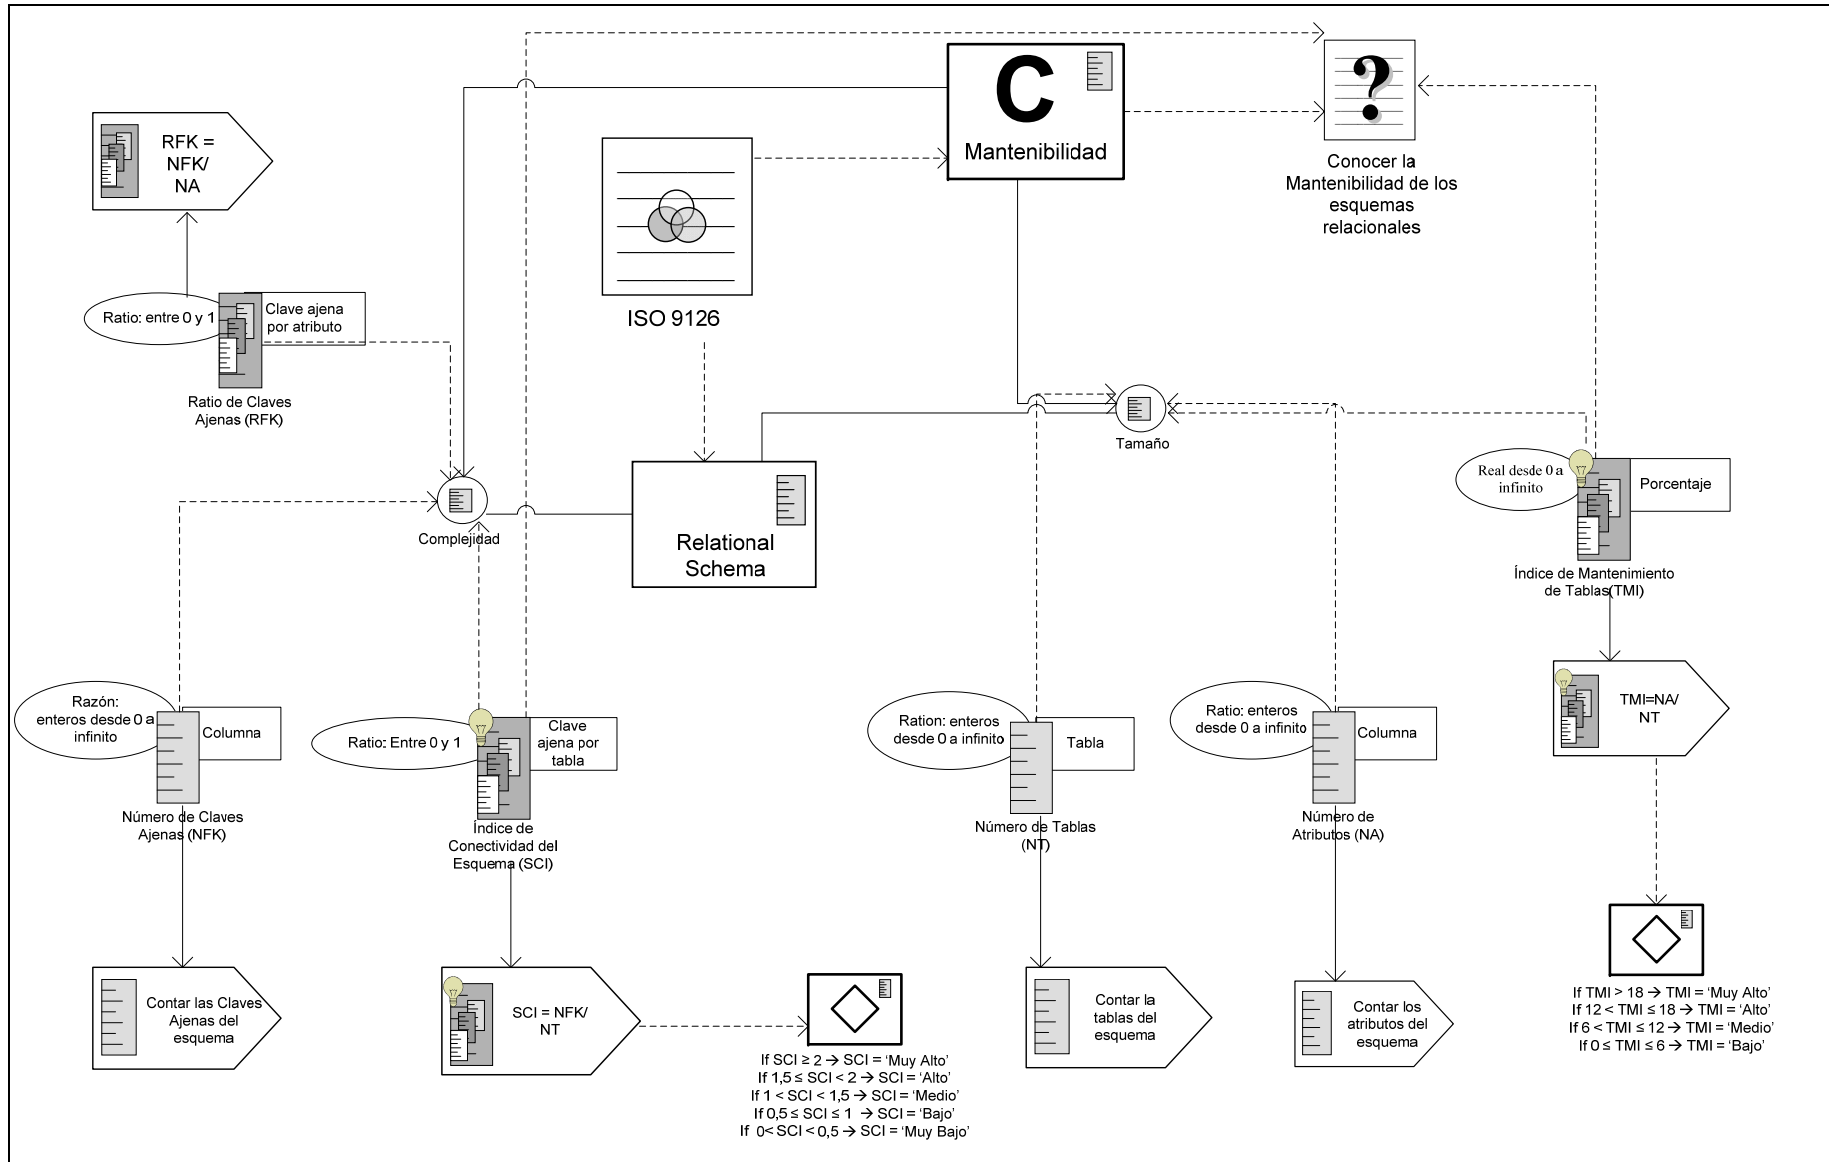 C
Mantenibilidad
?
Conocer la
Mantenibilidad de los
esquemas
relacionales
RFK =
NFK/
NA
ISO 9126
Ratio: entre 0 y 1
Clave ajena
por atributo
Ratio de Claves
Ajenas (RFK)
Tamaño
Complejidad
Relational
Schema
Real desde 0 a
infinito
Porcentaje
Índice de Mantenimiento
de Tablas(TMI)
TMI=NA/
NT
Razón:
enteros desde 0 a
infinito
Columna
Número de Claves
Ajenas (NFK)
Ratio: Entre 0 y 1
Clave
ajena por
tabla
Índice de
Conectividad del
Esquema (SCI)
Ration: enteros
desde 0 a infinito
Tabla
Número de Tablas
(NT)
Ratio: enteros
desde 0 a infinito
Columna
Número de
Atributos (NA)
Contar las Claves
Ajenas del
esquema
SCI = NFK/
NT
If SCI ≥ 2 → SCI = ‘Muy Alto’
If 1,5 ≤ SCI < 2 → SCI = ‘Alto’
If 1 < SCI < 1,5 → SCI = ‘Medio’
If 0,5 ≤ SCI ≤ 1 → SCI = ‘Bajo’
If 0< SCI < 0,5 → SCI = ‘Muy Bajo’
Contar la
tablas del
esquema
Contar los
atributos del
esquema
If TMI > 18 → TMI = ‘Muy Alto’
If 12 < TMI ≤ 18 → TMI = ‘Alto’
If 6 < TMI ≤ 12 → TMI = ‘Medio’
If 0 ≤ TMI ≤ 6 → TMI = ‘Bajo’